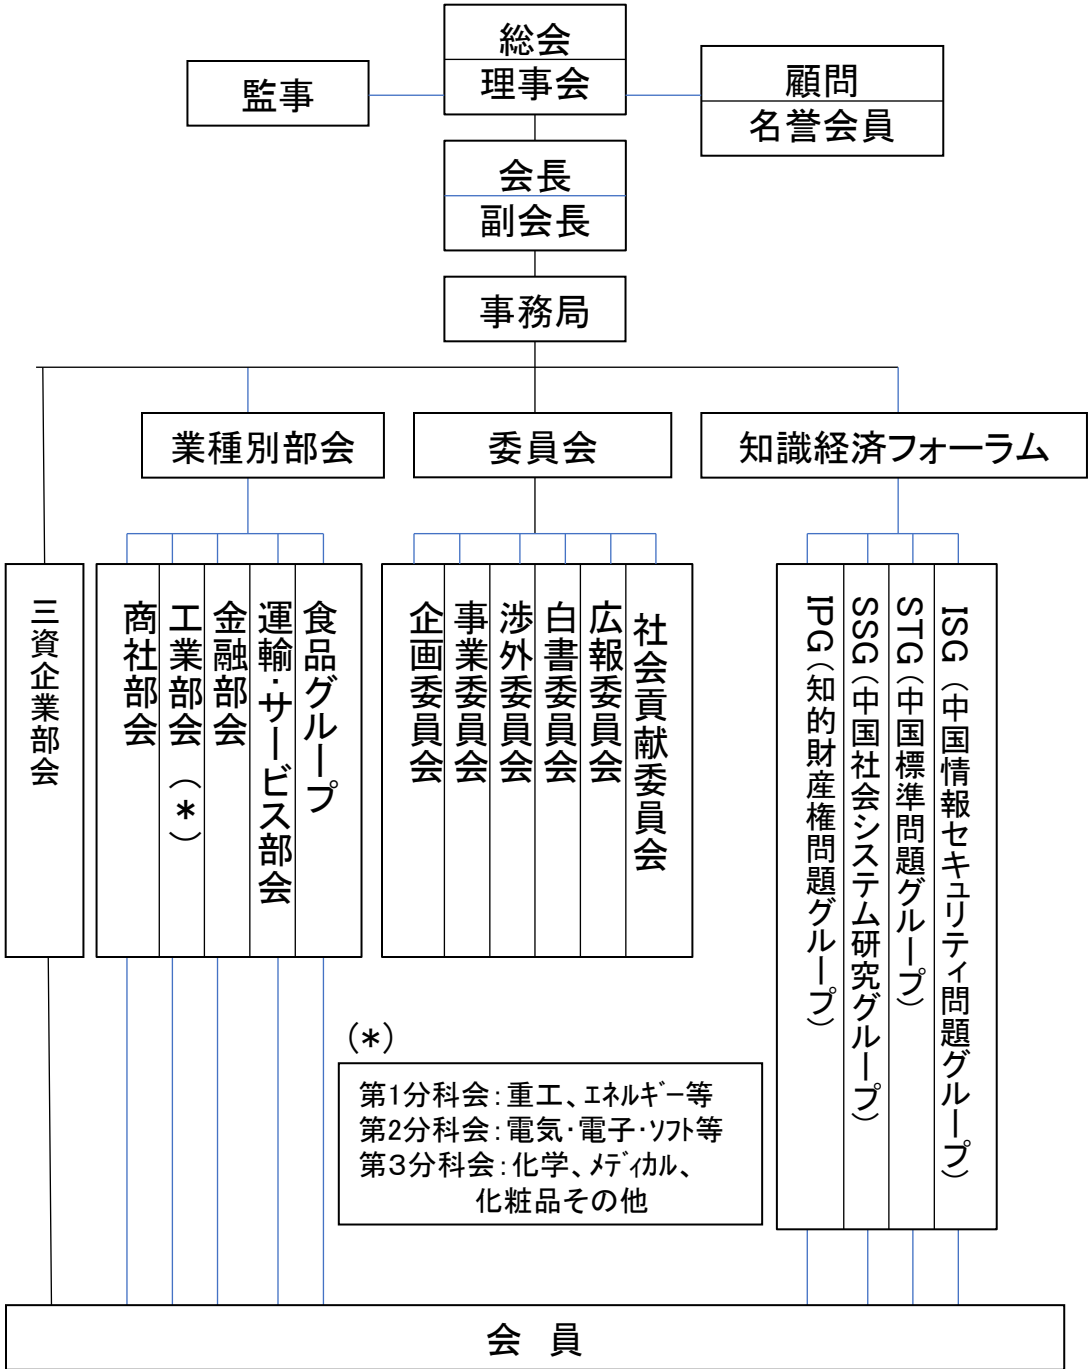 総会
理事会
監事
顧問
名誉会員
会長
副会長
事務局
業種別部会
委員会
知識経済フォーラム
三資企業部会
商社部会
工業部会（*）
金融部会
運輸・サービス部会
食品グループ
企画委員会
事業委員会
渉外委員会
白書委員会
広報委員会
社会貢献委員会
IPG（知的財産権問題グループ）
SSG（中国社会システム研究グループ）
STG（中国標準問題グループ）
ISG（中国情報セキュリティ問題グループ）
(*)
第1分科会：重工、ｴﾈﾙｷﾞｰ等
第2分科会：電気・電子・ｿﾌﾄ等
第３分科会：化学、ﾒﾃﾞｨｶﾙ、
化粧品その他
会　員